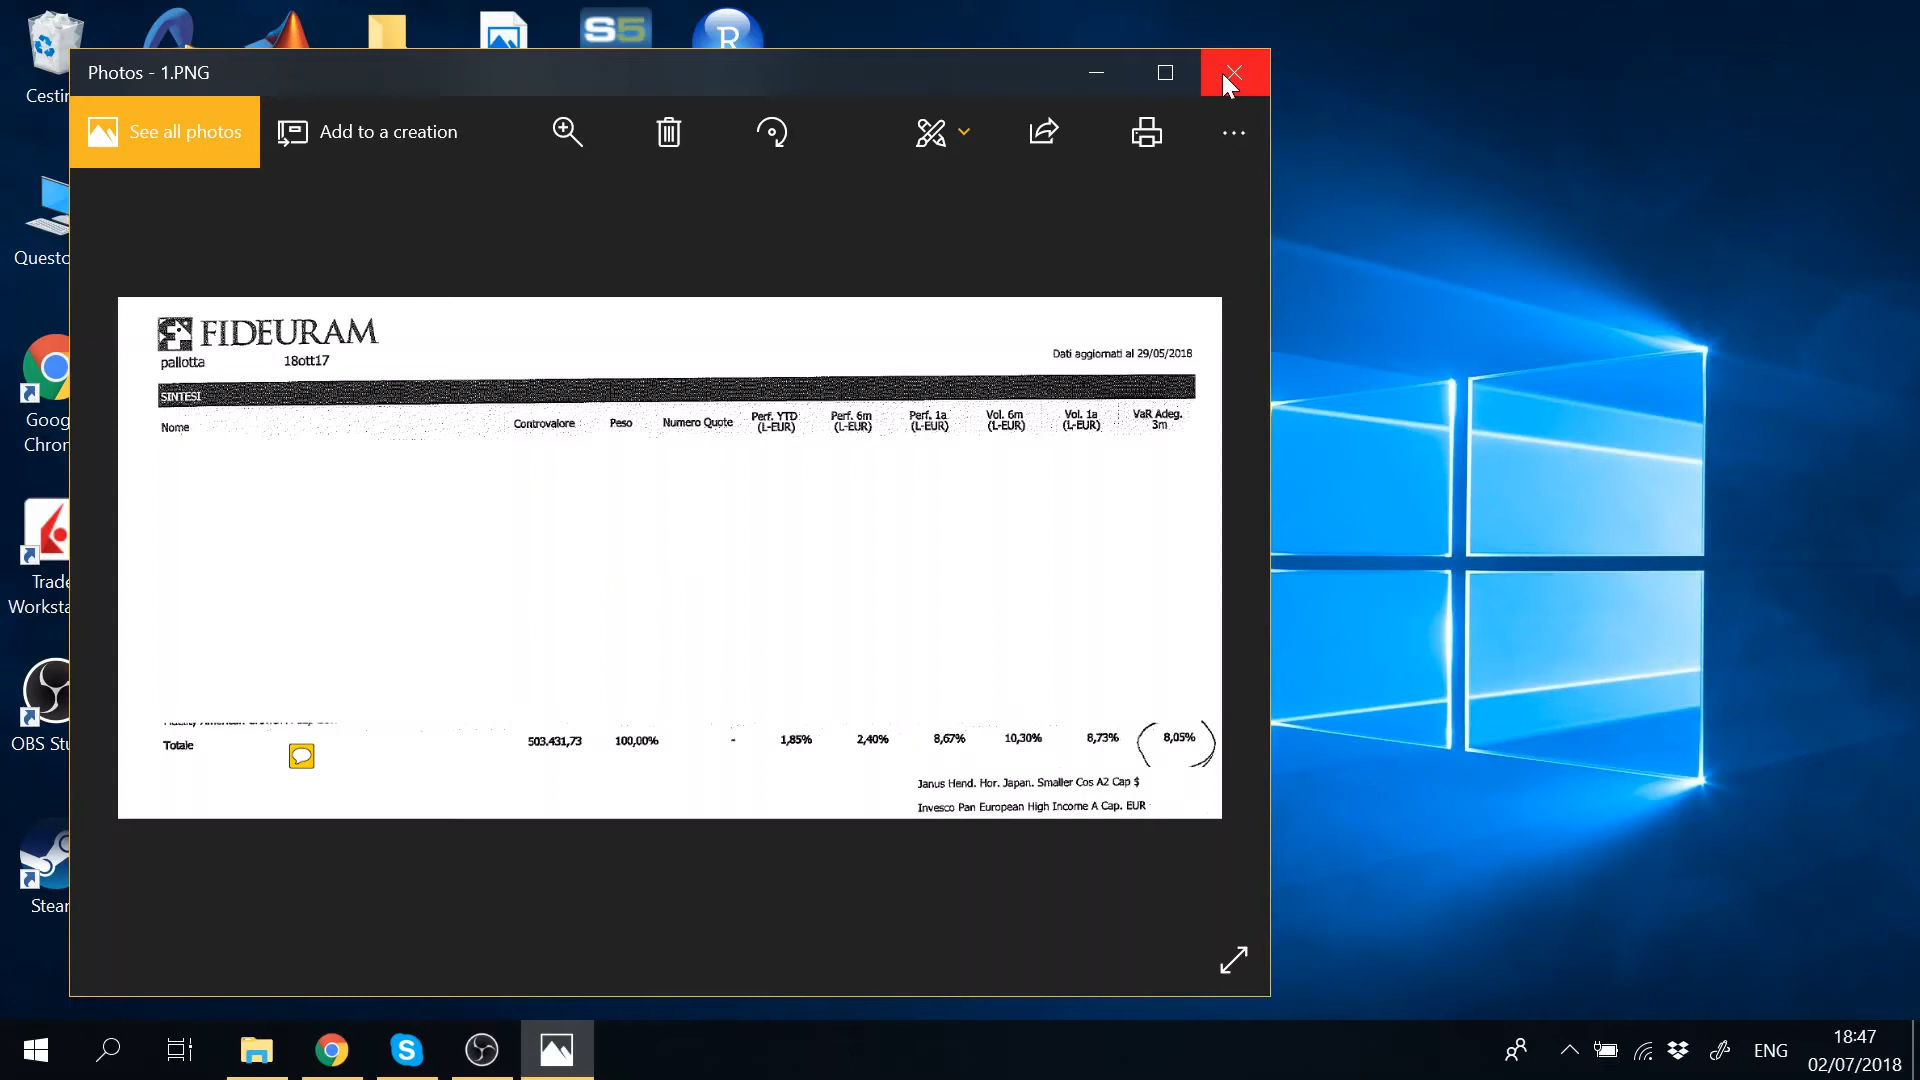 Cestin
S5
R
Photos - 1.PNG
See all photos
Add to a creation
Questo
Goog
Chron
Trade
Worksta
OBS Stu
Stear
FIDEURAM
pallotta 18ott17
Dati aggiornati al 29/05/2018
SINTESI
Nome Controvalore Peso Numero Quote Perf. YTD (L-EUR) Perf. 6m (L-EUR) Perf. 1a (L-EUR) Vol. 6m (L-EUR) Vol. 1a (L-EUR) VaR Adeg. 3m
Totale 503.431,73 100,00% - 1,85% 2,40% 8,67% 10,30% 8,73% 8,05%
Janus Hend. Hor. Japan. Smaller Cos A2 Cap $
Invesco Pan European High Income A Cap. EUR
ENG
18:47
02/07/2018